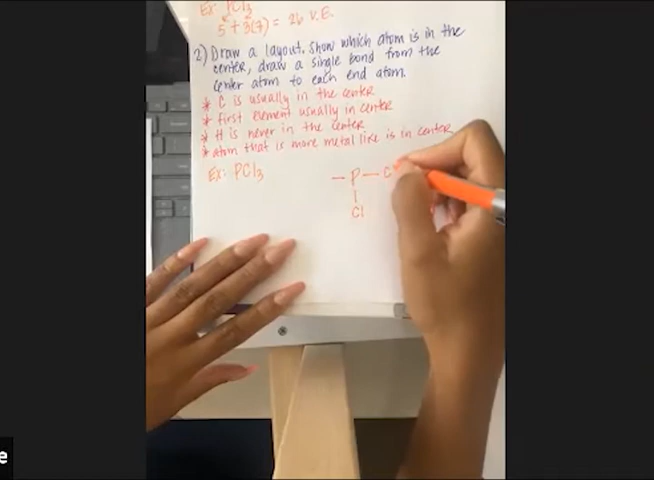 Ex: PCl3
5 + 3(7) = 26 V.E.
2) Draw a layout. Show which atom is in the
center, draw a single bond from the
center atom to each end atom.
* C is usually in the center
* first element usually in center
* H is never in the center
* atom that is more metal like is in center
Ex: PCl3
— P — C
|
Cl
e